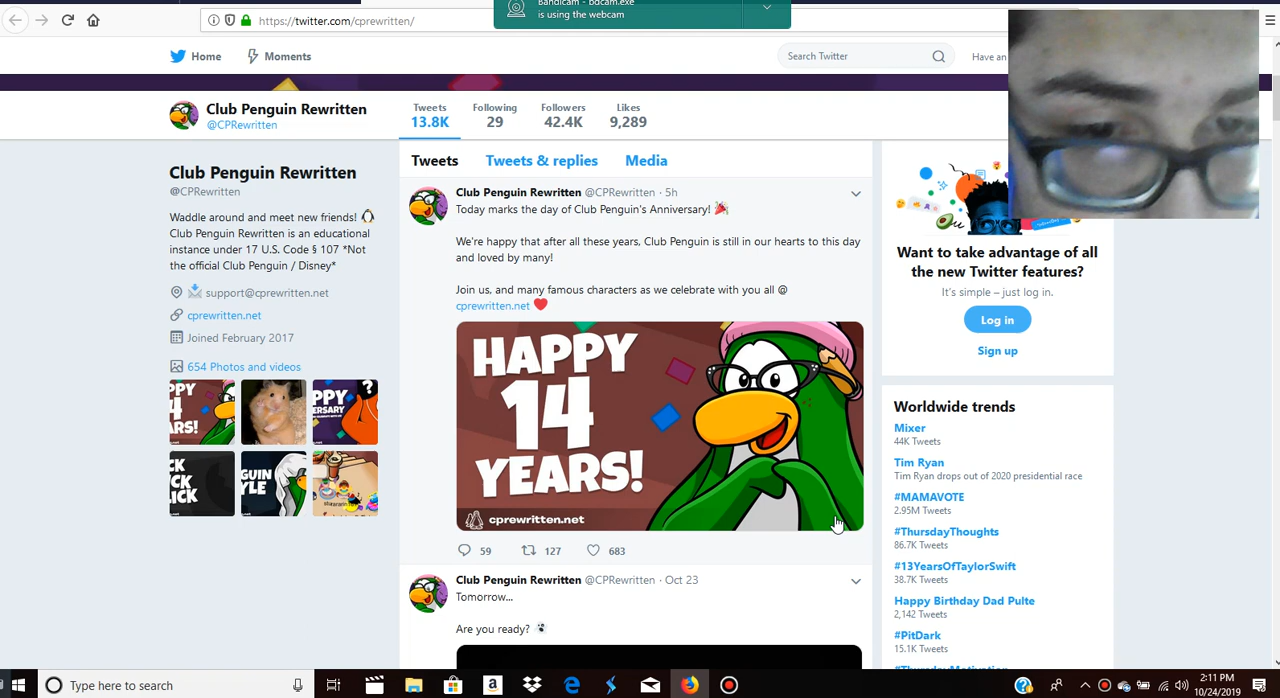 Bandicam - bdcam.exe
is using the webcam
https://twitter.com/cprewritten/
Home
Moments
Search Twitter
Have an
Club Penguin Rewritten
@CPRewritten
Tweets
13.8K
Following
29
Followers
42.4K
Likes
9,289
Club Penguin Rewritten
@CPRewritten
Waddle around and meet new friends! 🐧
Club Penguin Rewritten is an educational
instance under 17 U.S. Code § 107 *Not
the official Club Penguin / Disney*
support@cprewritten.net
cprewritten.net
Joined February 2017
654 Photos and videos
PPY
4
ARS!
PPY
ERSARY
?
CK
CK
LICK
GUIN
YLE
Tweets
Tweets & replies
Media
Club Penguin Rewritten @CPRewritten · 5h
Today marks the day of Club Penguin's Anniversary! 🎉
We're happy that after all these years, Club Penguin is still in our hearts to this day
and loved by many!
Join us, and many famous characters as we celebrate with you all @
cprewritten.net ❤️
HAPPY
14
YEARS!
cprewritten.net
59
127
683
Club Penguin Rewritten @CPRewritten · Oct 23
Tomorrow...
Are you ready?
Want to take advantage of all
the new Twitter features?
It's simple – just log in.
Log in
Sign up
Worldwide trends
Mixer
44K Tweets
Tim Ryan
Tim Ryan drops out of 2020 presidential race
#MAMAVOTE
2.95M Tweets
#ThursdayThoughts
86.7K Tweets
#13YearsOfTaylorSwift
38.7K Tweets
Happy Birthday Dad Pulte
2,142 Tweets
#PitDark
15.1K Tweets
#ThursdayMotivation
Type here to search
2:11 PM
10/24/2019